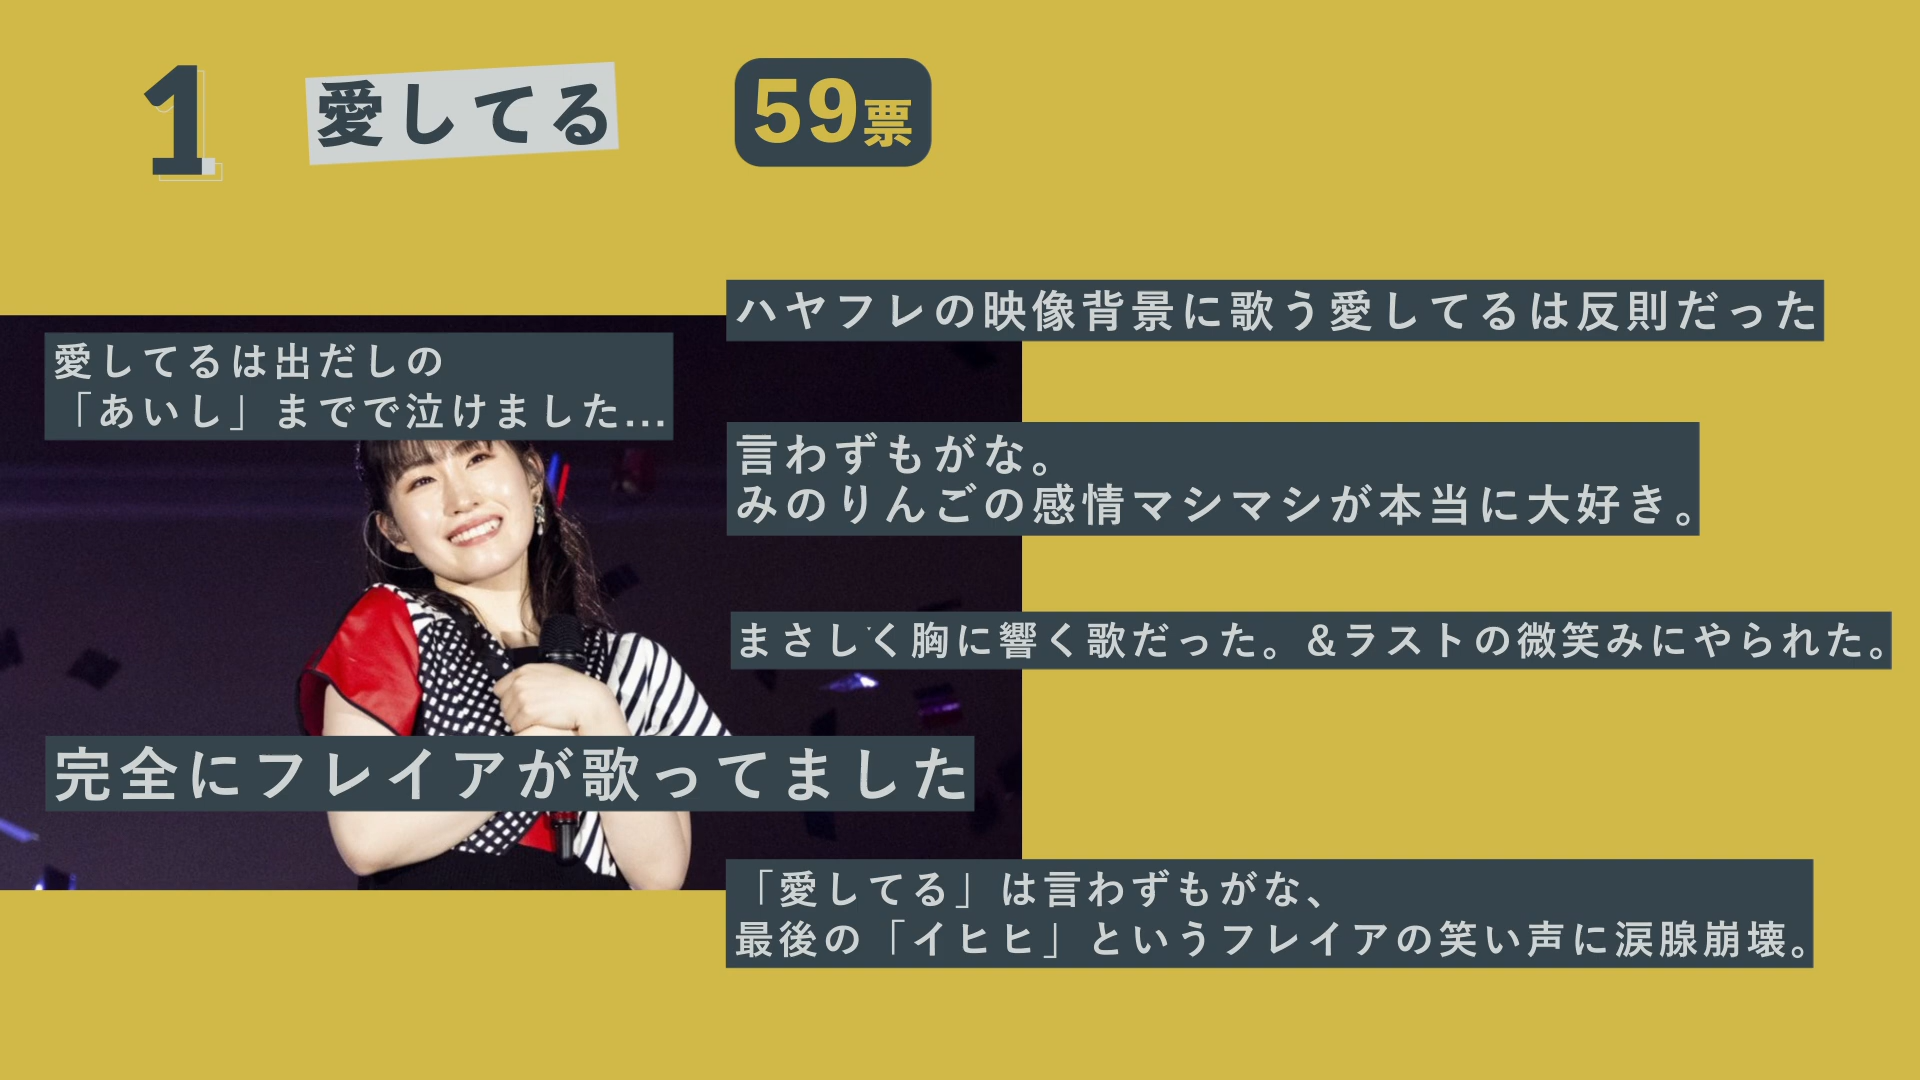 1
愛してる
59票
ハヤフレの映像背景に歌う愛してるは反則だった
愛してるは出だしの
「あいし」までで泣けました...
言わずもがな。
みのりんごの感情マシマシが本当に大好き。
まさしく胸に響く歌だった。&ラストの微笑みにやられた。
完全にフレイアが歌ってました
「愛してる」は言わずもがな、
最後の「イヒヒ」というフレイアの笑い声に涙腺崩壊。